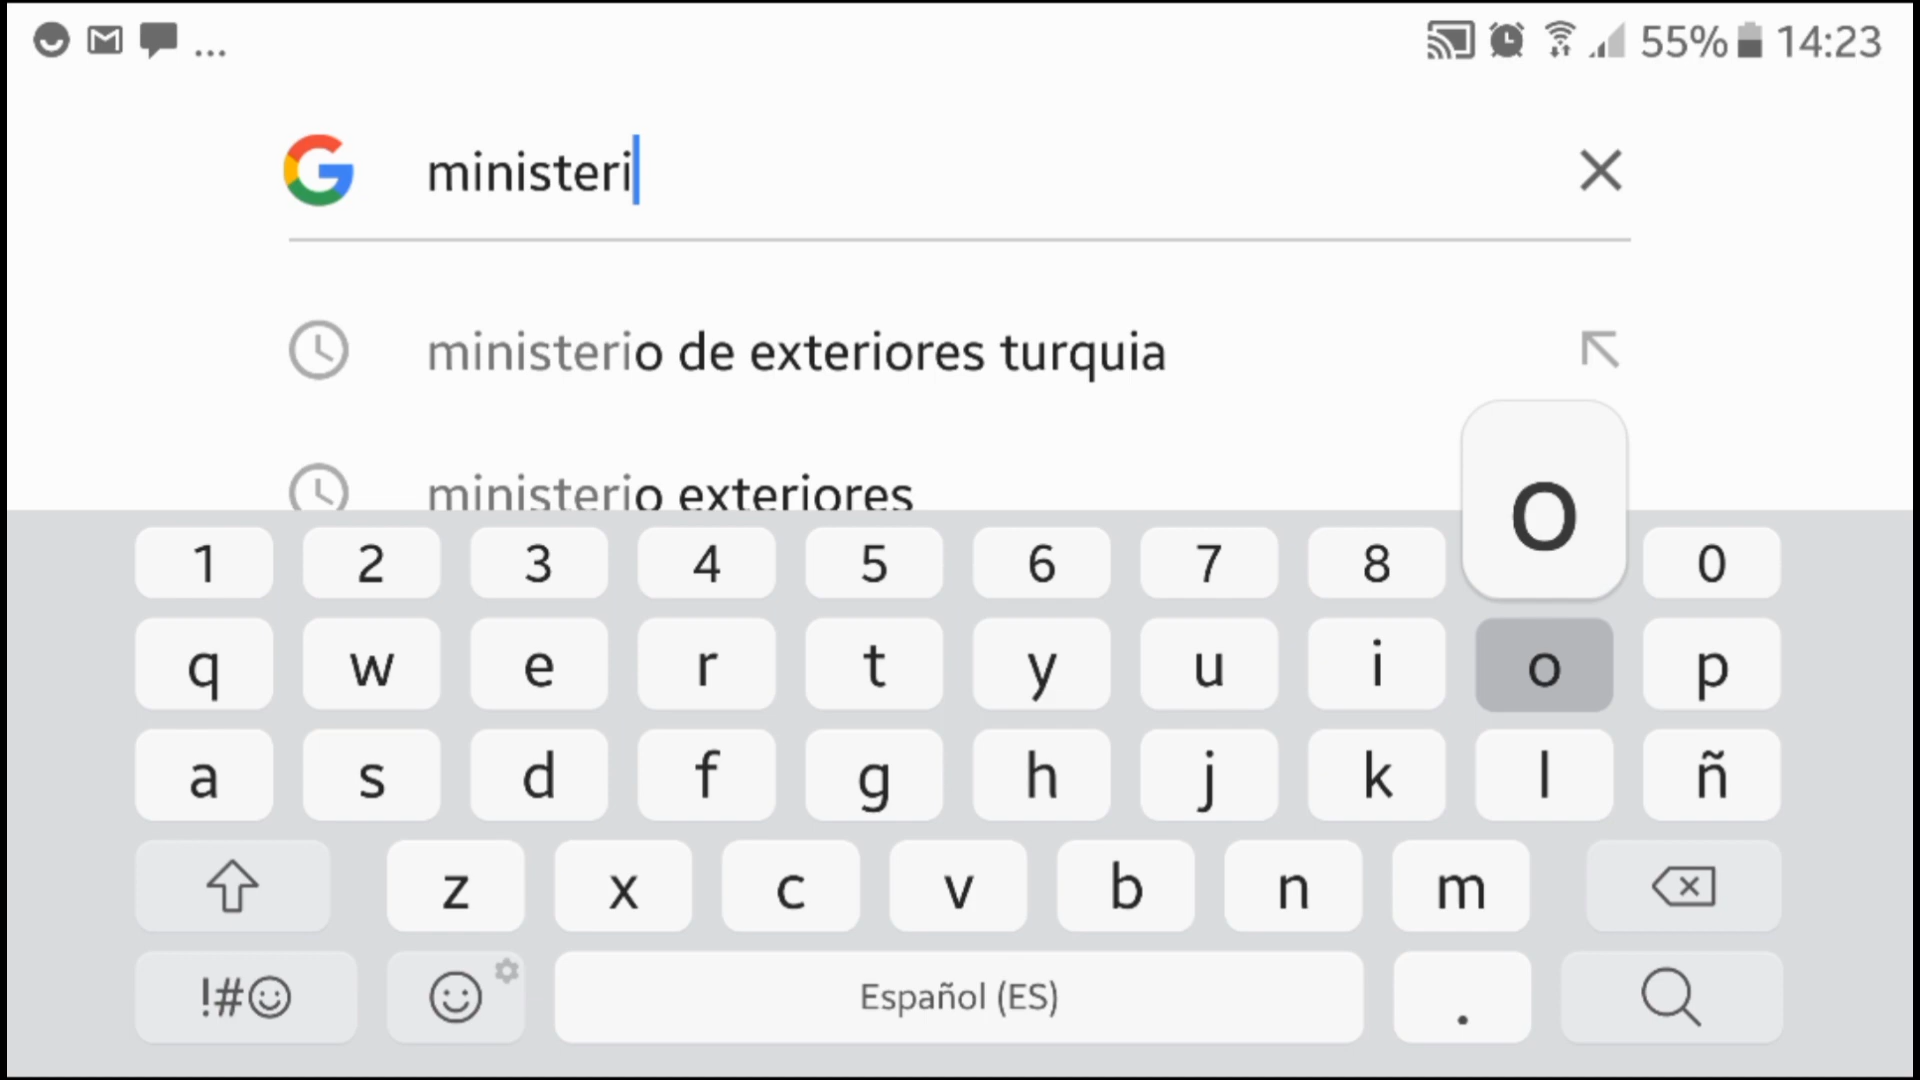 ... 55% 14:23
ministeri
ministerio de exteriores turquia
ministerio exteriores
1 2 3 4 5 6 7 8 o 0
q w e r t y u i o p
a s d f g h j k l ñ
z x c v b n m
!#☺ Español (ES) .